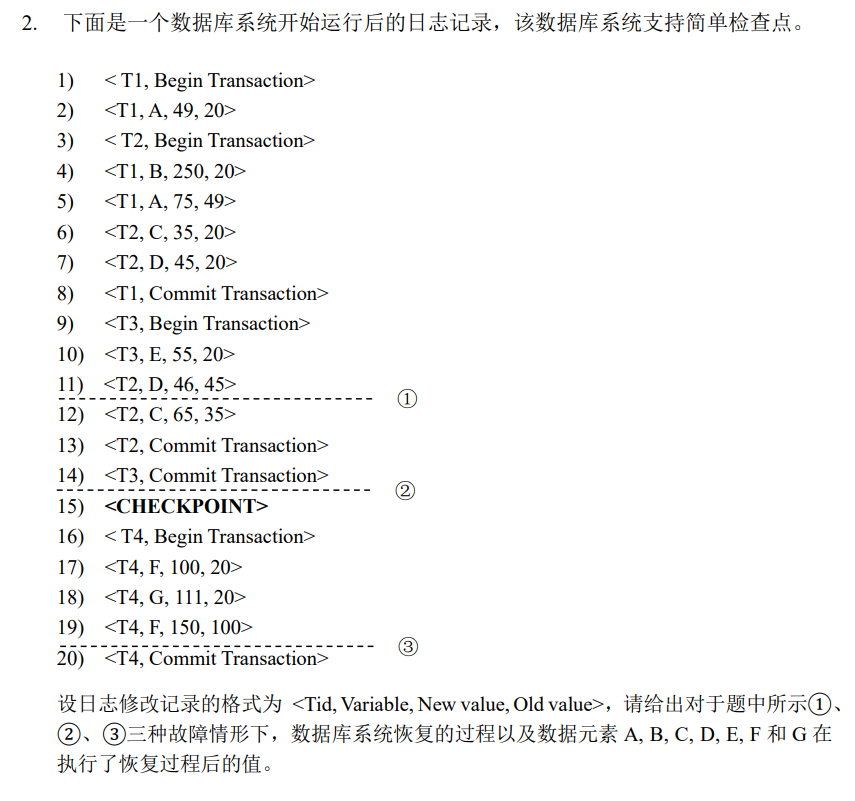 2. 下面是一个数据库系统开始运行后的日志记录，该数据库系统支持简单检查点。
1) < T1, Begin Transaction>
2) <T1, A, 49, 20>
3) < T2, Begin Transaction>
4) <T1, B, 250, 20>
5) <T1, A, 75, 49>
6) <T2, C, 35, 20>
7) <T2, D, 45, 20>
8) <T1, Commit Transaction>
9) <T3, Begin Transaction>
10) <T3, E, 55, 20>
11) <T2, D, 46, 45>
①
12) <T2, C, 65, 35>
13) <T2, Commit Transaction>
14) <T3, Commit Transaction>
②
15) <CHECKPOINT>
16) < T4, Begin Transaction>
17) <T4, F, 100, 20>
18) <T4, G, 111, 20>
19) <T4, F, 150, 100>
③
20) <T4, Commit Transaction>
设日志修改记录的格式为 <Tid, Variable, New value, Old value>，请给出对于题中所示①、
②、③三种故障情形下，数据库系统恢复的过程以及数据元素 A, B, C, D, E, F 和 G 在
执行了恢复过程后的值。